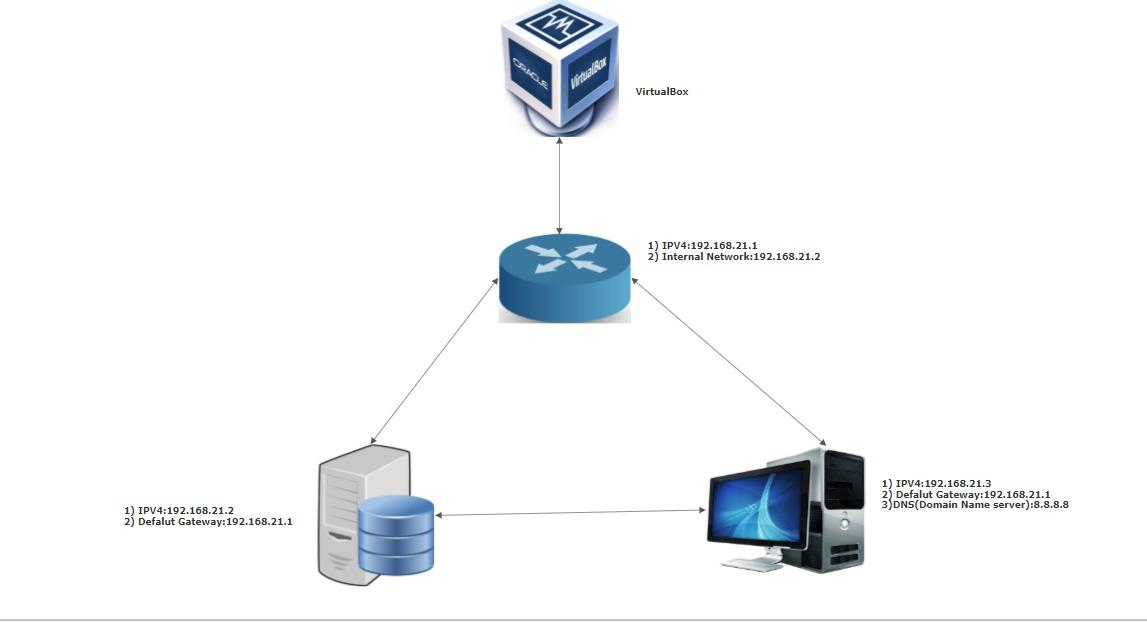 ORACLE
VirtualBox
VirtualBox
1) IPV4:192.168.21.1
2) Internal Network:192.168.21.2
1) IPV4:192.168.21.2
2) Defalut Gateway:192.168.21.1
1) IPV4:192.168.21.3
2) Defalut Gateway:192.168.21.1
3)DNS(Domain Name server):8.8.8.8